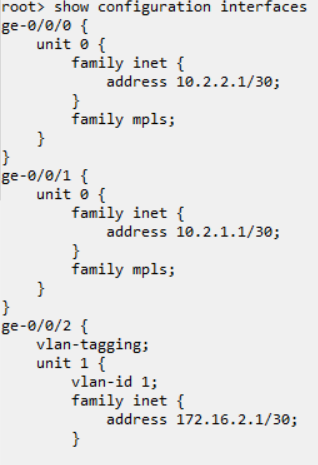 root> show configuration interfaces
ge-0/0/0 {
    unit 0 {
        family inet {
            address 10.2.2.1/30;
        }
        family mpls;
    }
}
ge-0/0/1 {
    unit 0 {
        family inet {
            address 10.2.1.1/30;
        }
        family mpls;
    }
}
ge-0/0/2 {
    vlan-tagging;
    unit 1 {
        vlan-id 1;
        family inet {
            address 172.16.2.1/30;
        }